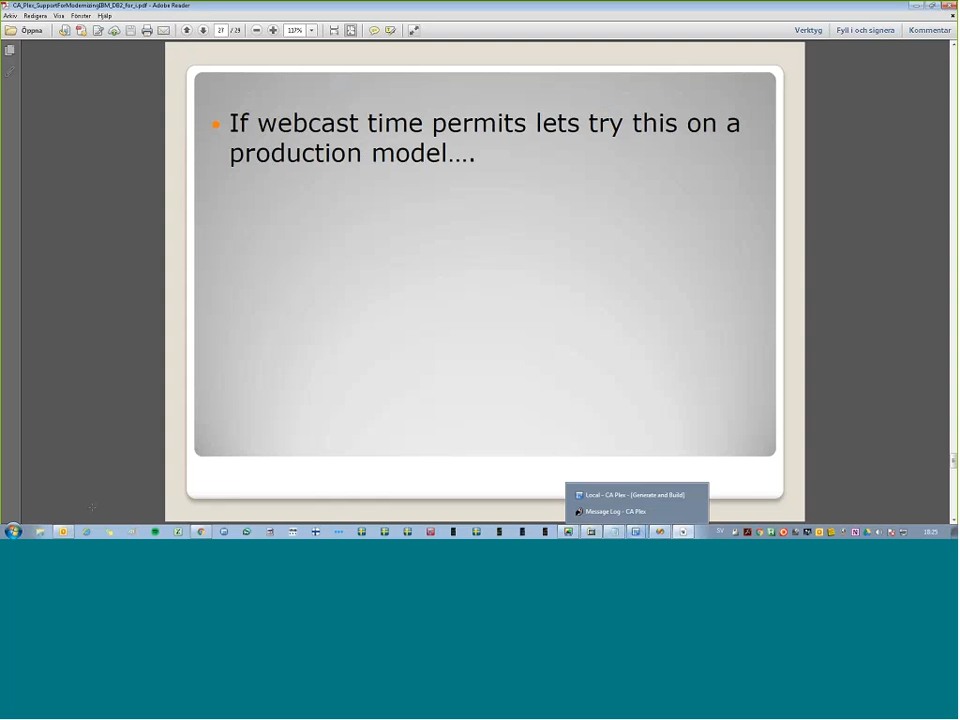 CA_Plex_SupportForModernizingIBM_DB2_for_i.pdf - Adobe Reader
Arkiv Redigera Visa Fönster Hjälp
Öppna 27 / 29 117% Verktyg Fyll i och signera Kommentar
• If webcast time permits lets try this on a
production model….
Local - CA Plex - [Generate and Build]
Message Log - CA Plex
SV 18:25